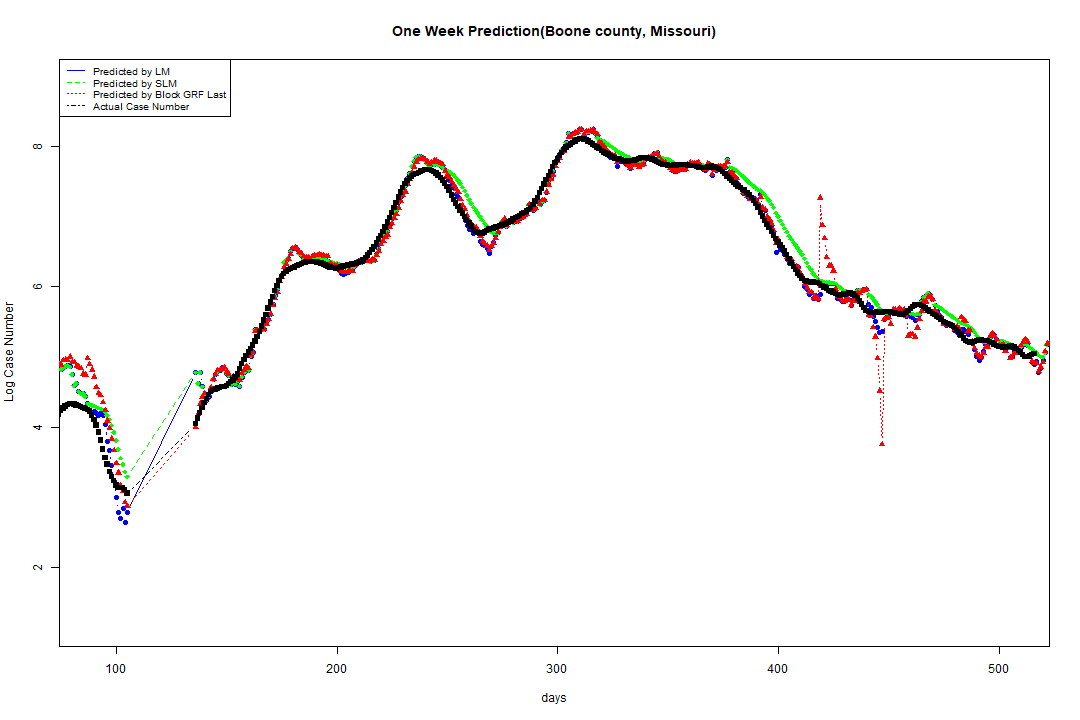 One Week Prediction(Boone county, Missouri)
Predicted by LM
Predicted by SLM
Predicted by Block GRF Last
Actual Case Number
8
6
4
2
Log Case Number
100 200 300 400 500
days